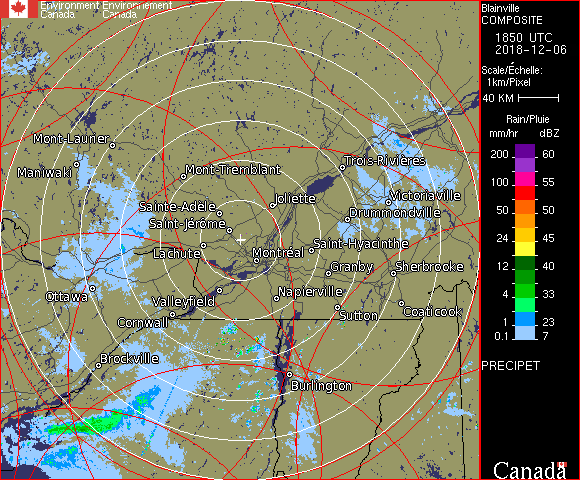 Environment Environnement
Canada Canada
Blainville
COMPOSITE
1850 UTC
2018-12-06
Scale/Échelle:
1km/Pixel
40 KM
Rain/Pluie
mm/hr dBZ
200 60
100 55
50 50
24 45
12 40
4 33
1 23
0.1 7
PRECIPET
Canada
Mont-Laurier
Maniwaki
Mont-Tremblant
Trois-Rivières
Joliette
Victoriaville
Sainte-Adèle
Drummondville
Saint-Jérôme
Saint-Hyacinthe
Lachute
Montréal
Granby
Sherbrooke
Ottawa
Valleyfield
Napierville
Cornwall
Sutton
Coaticook
Brockville
Burlington